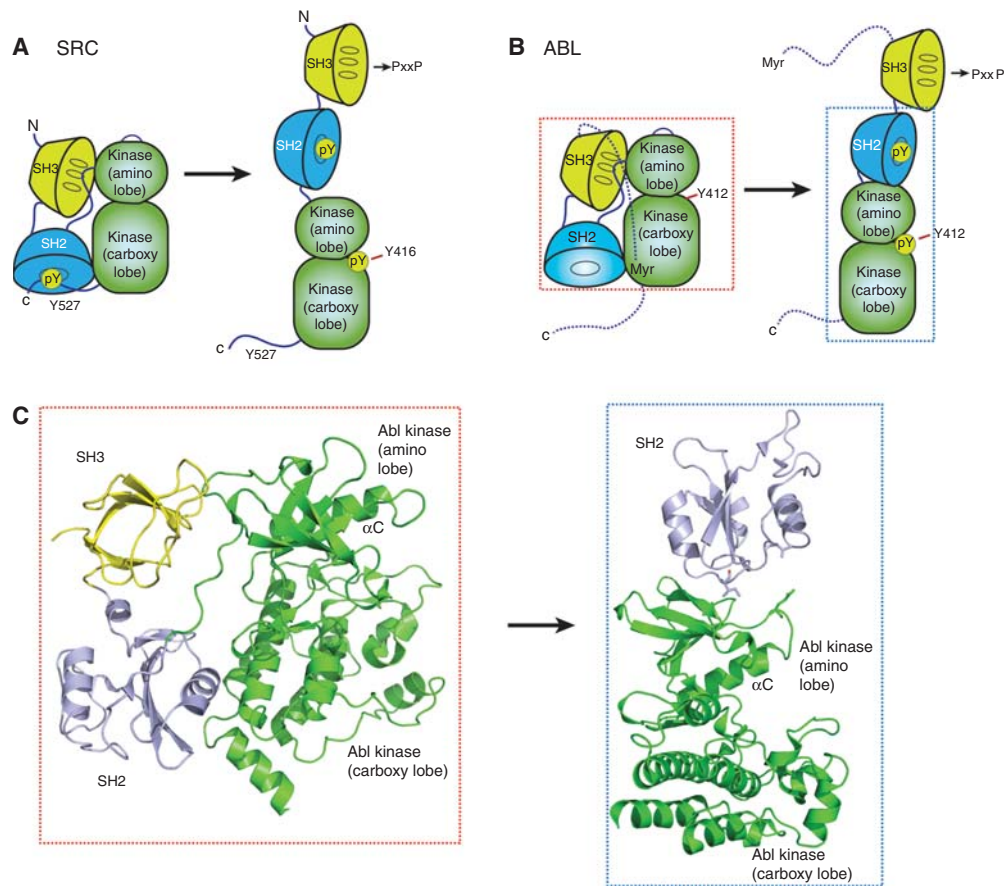 A SRC
N
SH3
Kinase
(amino
lobe)
SH2
Kinase
(carboxy
lobe)
pY
c
Y527
N
SH3
PxxP
SH2
pY
Kinase
(amino
lobe)
pY
Y416
Kinase
(carboxy
lobe)
Y527
c
B ABL
SH3
Kinase
(amino
lobe)
Y412
SH2
Kinase
(carboxy
lobe)
Myr
c
Myr
SH3
PxxP
SH2
pY
Kinase
(amino
lobe)
pY
Y412
Kinase
(carboxy
lobe)
c
C
SH3
Abl kinase
(amino
lobe)
αC
SH2
Abl kinase
(carboxy lobe)
SH2
Abl kinase
(amino
lobe)
αC
Abl kinase
(carboxy lobe)